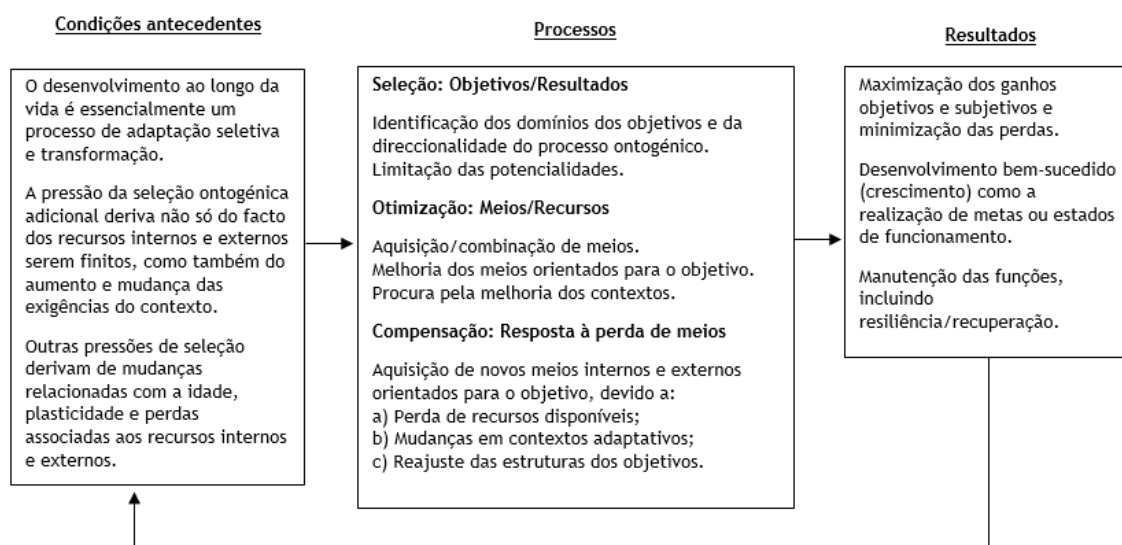 Condições antecedentes
O desenvolvimento ao longo da
vida é essencialmente um
processo de adaptação seletiva
e transformação.
A pressão da seleção ontogénica
adicional deriva não só do facto
dos recursos internos e externos
serem finitos, como também do
aumento e mudança das
exigências do contexto.
Outras pressões de seleção
derivam de mudanças
relacionadas com a idade,
plasticidade e perdas
associadas aos recursos internos
e externos.
Processos
Seleção: Objetivos/Resultados
Identificação dos domínios dos objetivos e da
direccionalidade do processo ontogénico.
Limitação das potencialidades.
Otimização: Meios/Recursos
Aquisição/combinação de meios.
Melhoria dos meios orientados para o objetivo.
Procura pela melhoria dos contextos.
Compensação: Resposta à perda de meios
Aquisição de novos meios internos e externos
orientados para o objetivo, devido a:
a) Perda de recursos disponíveis;
b) Mudanças em contextos adaptativos;
c) Reajuste das estruturas dos objetivos.
Resultados
Maximização dos ganhos
objetivos e subjetivos e
minimização das perdas.
Desenvolvimento bem-sucedido
(crescimento) como a
realização de metas ou estados
de funcionamento.
Manutenção das funções,
incluindo
resiliência/recuperação.